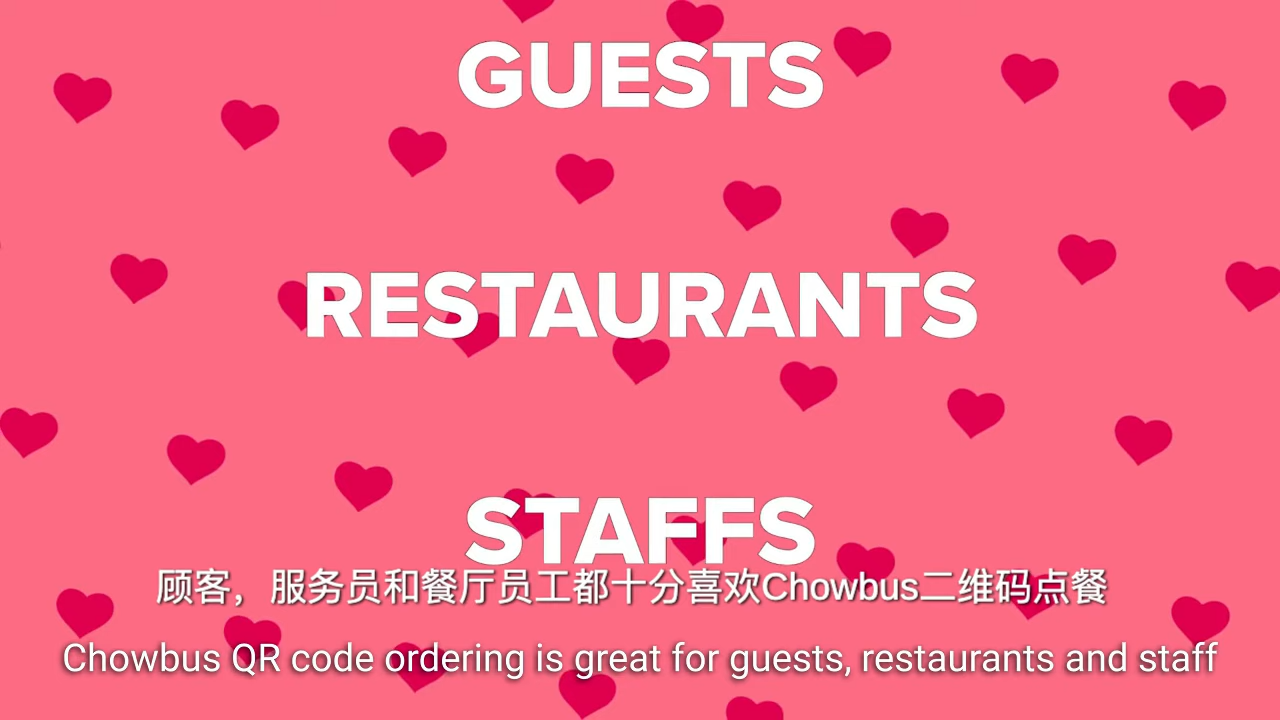 GUESTS
RESTAURANTS
STAFFS
顾客，服务员和餐厅员工都十分喜欢Chowbus二维码点餐
Chowbus QR code ordering is great for guests, restaurants and staff